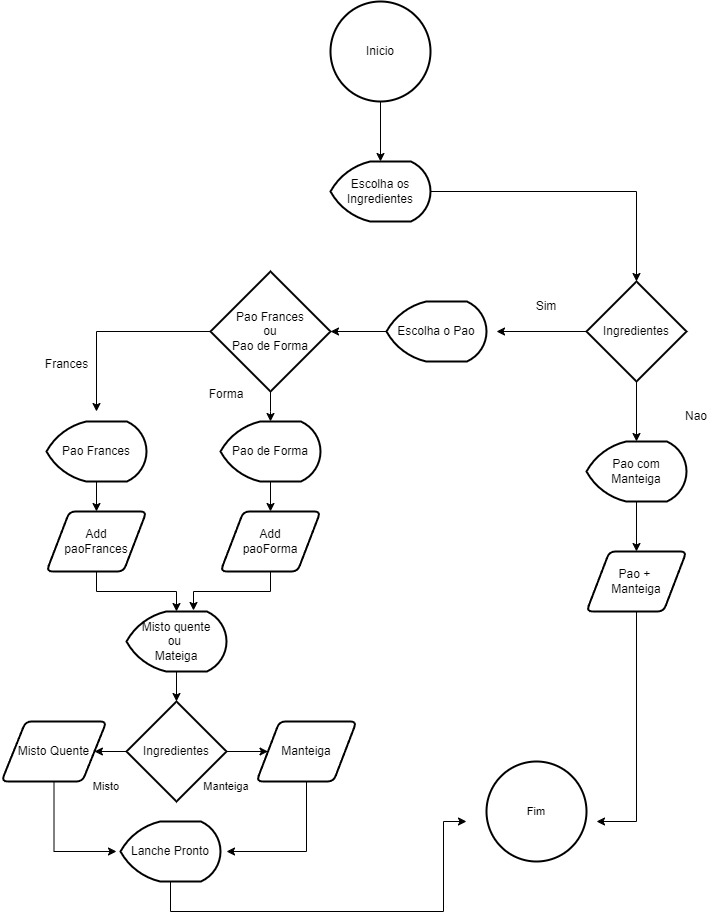 Inicio
Escolha os
Ingredientes
Sim
Ingredientes
Escolha o Pao
Pao Frances
ou
Pao de Forma
Frances
Forma
Nao
Pao Frances
Pao de Forma
Pao com
Manteiga
Add
paoFrances
Add
paoForma
Pao +
Manteiga
Misto quente
ou
Mateiga
Misto Quente
Ingredientes
Manteiga
Misto
Manteiga
Lanche Pronto
Fim